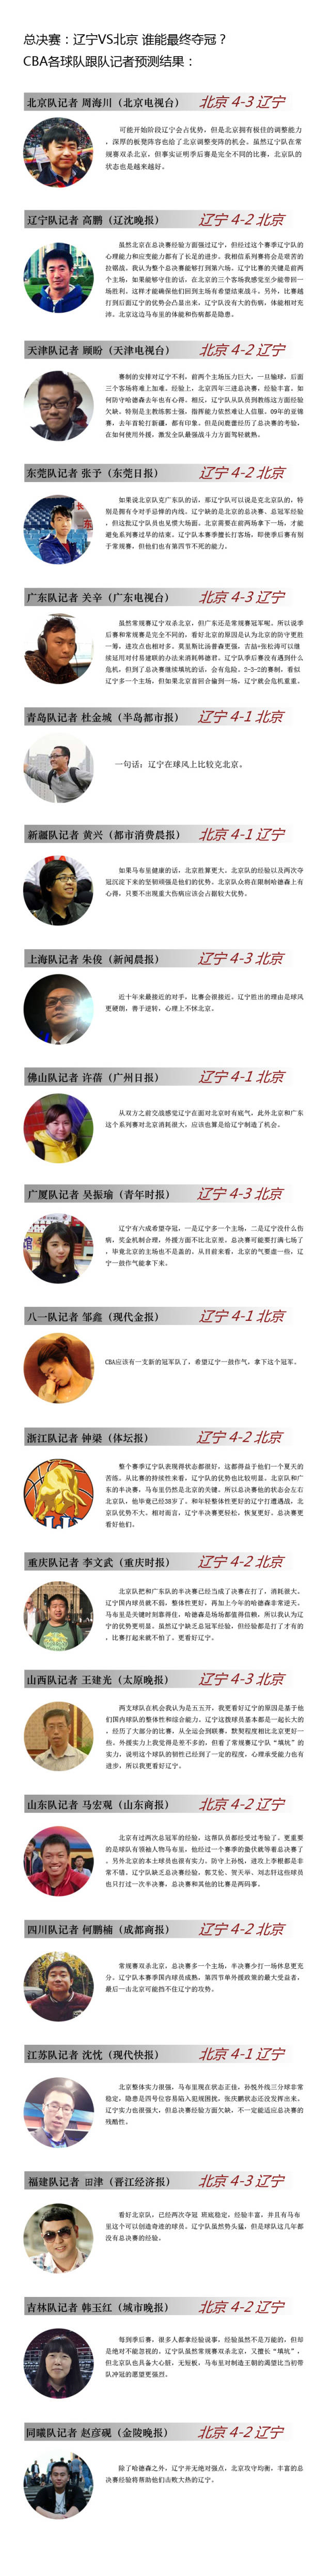 总决赛：辽宁VS北京 谁能最终夺冠？
CBA各球队跟队记者预测结果：
北京队记者 周海川（北京电视台） 北京 4-3 辽宁
可能开始阶段辽宁会占优势，但是北京拥有极佳的调整能力
，深厚的板凳阵容也给了北京调整变阵的机会。虽然辽宁队在常
规赛双杀北京，但事实证明季后赛是完全不同的比赛，北京队的
状态也是越来越好。
辽宁队记者 高鹏（辽沈晚报） 辽宁 4-2 北京
虽然北京在总决赛经验方面强过辽宁，但经过这个赛季辽宁队的
心理能力和应变能力都有了长足的进步。我相信系列赛将会是艰苦的
拉锯战。我认为整个总决赛能够打到第六场。辽宁比赛的关键是前两
个主场，如果能够守住的话，在北京的三个客场我感觉至少能带回一
场胜利。这样才能确保他们回到主场有希望结束战斗。另外，比赛越
打到后面辽宁的优势会凸显出来。辽宁队没有大的伤病，体能相对充
沛。北京这边马布里的体能和伤病都是隐患。
天津队记者 顾盼（天津电视台） 北京 4-2 辽宁
赛制的安排对辽宁不利，前两个主场压力巨大，一旦输球，后面
三个客场将难上加难。经验上，北京四年三进总决赛，经验丰富，如
何防守哈德森去年也有心得。相反，辽宁队从队员到教练这方面经验
欠缺。特别是主教练郭士强，指挥能力依然难让人信服。09年的亚锦
赛，去年首轮打新疆，都有印象。但是闵鹿蕾经历了总决赛的考验，
在如何使用外援，激发全队最强战斗力方面驾轻就熟。
东莞队记者 张予（东莞日报） 辽宁 4-2 北京
如果说北京队克广东队的话，那辽宁队可以说是克北京队的，特
别是拥有令对手忌惮的内线。辽宁缺的是北京的总决赛、总冠军经验
，但这批辽宁队员也见惯大场面。北京需要在前两场拿下一场，才能
避免系列赛过早的结束。辽宁队本赛季擅长打客场，即使季后赛有别
于常规赛，但他们也有第四节不死的能力。
广东队记者 关辛（广东电视台） 北京 4-3 辽宁
虽然常规赛辽宁双杀北京，但广东还是常规赛冠军呢。所以说季
后赛和常规赛是完全不同的，看好北京的原因是认为北京的防守更胜
一筹，进攻点也相对多。莫里斯比汤普森更强。吉喆+张松涛可以继
续延用对付易建联的办法来消耗韩德君。辽宁队季后赛没有遇到什么
危机，但到了总决赛继续填坑的话，会有危险。2-3-2的赛制，看似
辽宁多一个主场，但如果北京首回合偷到一场，辽宁就会危机重重。
青岛队记者 杜金城（半岛都市报） 辽宁 4-1 北京
一句话：辽宁在球风上比较克北京。
新疆队记者 黄兴（都市消费晨报） 北京 4-1 辽宁
如果马布里健康的话，北京胜算更大。北京队的经验以及两次夺
冠沉淀下来的坚韧顽强是他们的优势。北京队众将在限制哈德森上有
心得，只要不出现重大伤病应该会占据较大优势。
上海队记者 朱俊（新闻晨报） 辽宁 4-3 北京
近十年来最接近的对手，比赛会很接近。辽宁胜出的理由是球风
更硬朗，善于逆转，心理上不怵北京。
佛山队记者 许蓓（广州日报） 辽宁 4-1 北京
从双方之前交战感觉辽宁在面对北京时有底气，此外北京和广东
这个系列赛对北京消耗很大，应该也算是给辽宁制造了机会。
广厦队记者 吴振瑜（青年时报） 辽宁 4-3 北京
辽宁有六成希望夺冠，一是辽宁多一个主场，二是辽宁没什么伤
病，奖金机制合理，外援方面不比北京差。总决赛可能要打满七场了
，毕竟北京的主场也不是盖的。从目前来看，北京的气要虚一些，辽
宁一鼓作气能拿下来。
八一队记者 邹鑫（现代金报） 辽宁 4-1 北京
CBA应该有一支新的冠军队了，希望辽宁一鼓作气，拿下这个冠军。
浙江队记者 钟梁（体坛报） 辽宁 4-2 北京
整个赛季辽宁队表现得状态都很好，这都得益于他们一个夏天的
苦练。从比赛的持续性来看，辽宁队的优势也比较明显。北京队和广
东的半决赛，马布里仍然是北京的关键。所以总决赛他的状态会左右
北京队，他毕竟已经38岁了。和年轻整体性更好的辽宁打遭遇战，北
京队优势不大。相对而言，辽宁半决赛更轻松，恢复更好，总决赛更
看好他们。
重庆队记者 李文武（重庆时报） 辽宁 4-2 北京
北京队把和广东队的半决赛已经当成了决赛在打了，消耗很大。
辽宁国内球员就不弱，整体性更好，再加上今年的哈德森非常逆天。
马布里是关键时刻靠得住，哈德森是场场都值得信赖，所以我认为辽
宁的优势更明显。虽然辽宁缺乏总冠军经验，但经验都是打了才有的
，比赛打起来就不怕了。更看好辽宁。
山西队记者 王建光（太原晚报） 辽宁 4-3 北京
两支球队在机会我认为是五五开，我更看好辽宁的原因是基于他
们国内球队的整体性和综合能力。辽宁这拨球员基本都是一起长大的
，经历了大部分的比赛，从全运会到联赛，默契程度相比北京更好一
些。外援实力上我觉得是差不多的，但看了常规赛辽宁队“填坑”的
实力，说明这个球队的韧性已经到了一定的程度，心理承受能力也有
进步，所以我更看好辽宁。
山东队记者 马宏观（山东商报） 北京 4-2 辽宁
北京有过两次总冠军的经验，这帮队员都经受过考验了。更重要
的是球队有领袖人物马布里，他经过一个赛季的蛰伏就等着总决赛了
。另外北京的本土球员也很有实力。防守上孙悦，进攻上李根都是非
常不错。辽宁队缺乏总决赛经验，郭艾伦、贺天举、刘志轩这些球员
也只打过一次半决赛，总决赛和其他的比赛是两码事。
四川队记者 何鹏楠（成都商报） 辽宁 4-2 北京
常规赛双杀北京，总决赛多一个主场，半决赛少打一场休息更充
分。辽宁队本赛季国内球员成熟，第四节单外援政策的最大受益者，
最后一击北京可能挡不住辽宁的攻势。
江苏队记者 沈忱（现代快报） 北京 4-1 辽宁
北京整体实力很强，马布里现在状态正佳，孙悦外线三分球非常
稳定，隐患是四号位容易陷入犯规困扰，张庆鹏状态还没发挥出来。
辽宁实力也很强大，但总决赛经验方面欠缺，不一定能适应总决赛的
残酷性。
福建队记者 田津（晋江经济报） 北京 4-3 辽宁
看好北京队，已经两次夺冠 班底稳定，经验丰富，并且有马布
里这个可以创造奇迹的球员。辽宁队虽然势头猛，但是球队这几年都
没有总决赛的经验。
吉林队记者 韩玉红（城市晚报） 北京 4-2 辽宁
每到季后赛，很多人都拿经验说事，经验虽然不是万能的，但却
是绝对不能忽视的。辽宁队虽然常规赛双杀北京，又擅长“填坑”，
但北京队也具备大心脏，无短板，马布里对制造王朝的渴望比当初带
队冲冠的愿望更强烈。
同曦队记者 赵彦砚（金陵晚报） 北京 4-2 辽宁
除了哈德森之外，辽宁并无绝对强点，北京攻守均衡，丰富的总
决赛经验将帮助他们击败大热的辽宁。